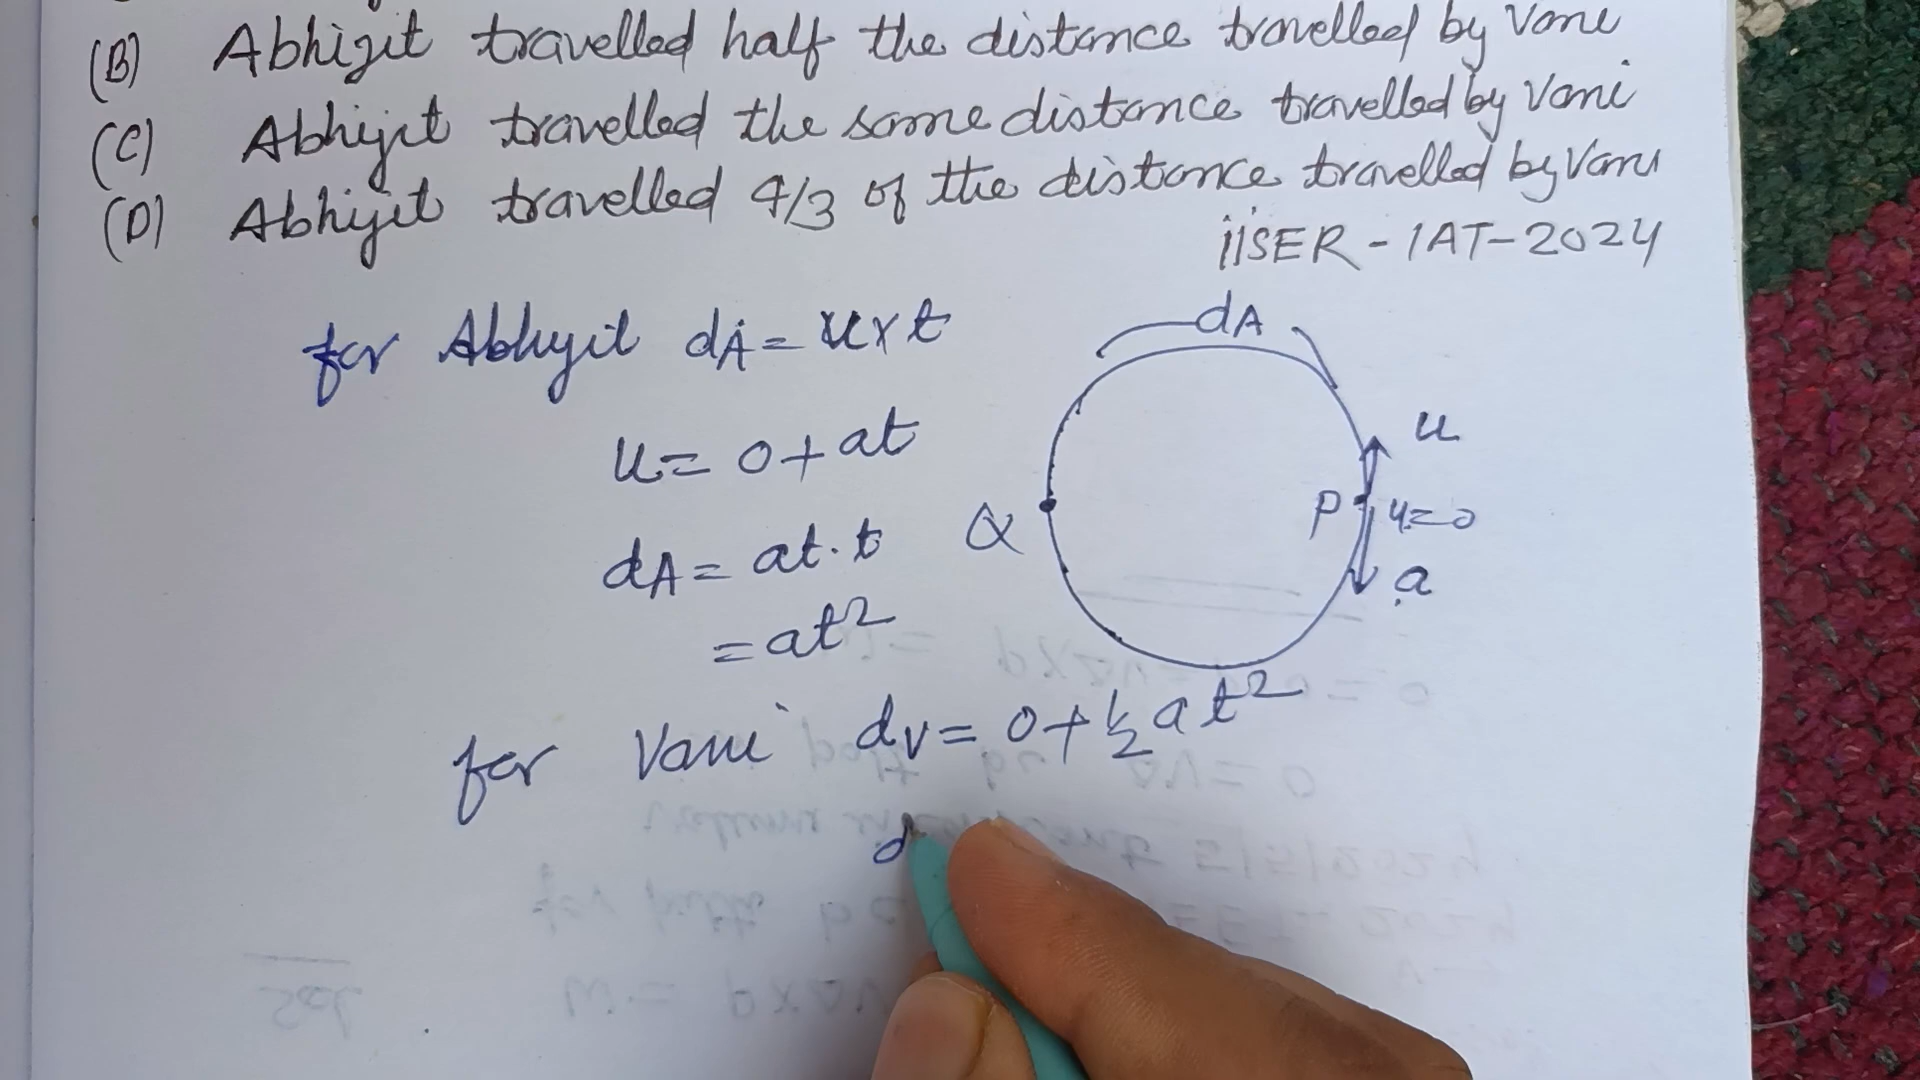 (B) Abhijit travelled half the distance travelled by Vani
(C) Abhijit travelled the same distance travelled by Vani
(D) Abhijit travelled 4/3 of the distance travelled by Vani
iISER - IAT-2024
for Abhijit dA = u x t
u = 0 + at
dA = at.t
= at²
for Vani dv = 0 + 1/2 at²
d
dA
u
Q
P
u=0
a